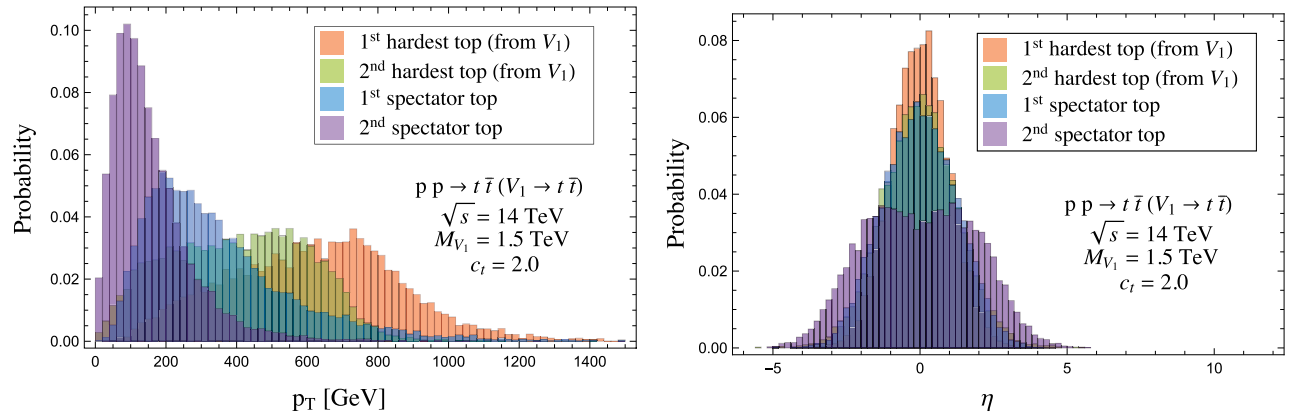 0.10
0.08
0.06
0.04
0.02
0.00
Probability
1st hardest top (from V1)
2nd hardest top (from V1)
1st spectator top
2nd spectator top
p p → t t̅ (V1 → t t̅)
√s = 14 TeV
MV1 = 1.5 TeV
ct = 2.0
0 200 400 600 800 1000 1200 1400
pT [GeV]
0.08
0.06
0.04
0.02
0.00
Probability
1st hardest top (from V1)
2nd hardest top (from V1)
1st spectator top
2nd spectator top
p p → t t̅ (V1 → t t̅)
√s = 14 TeV
MV1 = 1.5 TeV
ct = 2.0
−5 0 5 10
η